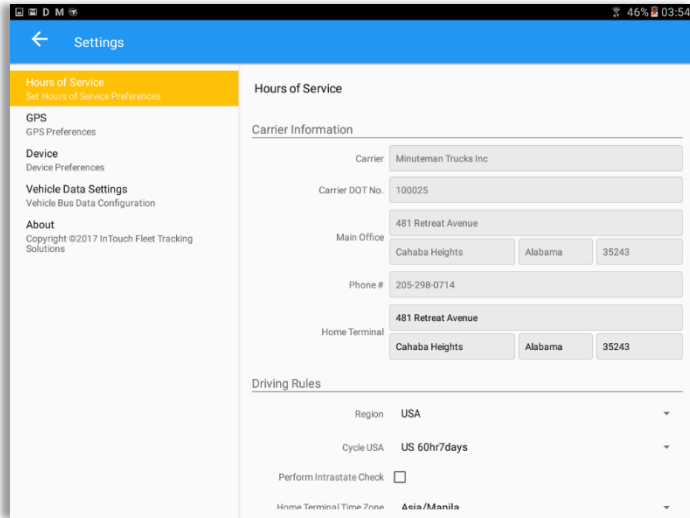 D M 46% 03:54
Settings
Hours of Service
Set Hours of Service Preferences
GPS
GPS Preferences
Device
Device Preferences
Vehicle Data Settings
Vehicle Bus Data Configuration
About
Copyright ©2017 InTouch Fleet Tracking
Solutions
Hours of Service
Carrier Information
Carrier Minuteman Trucks Inc
Carrier DOT No. 100025
Main Office 481 Retreat Avenue
Cahaba Heights Alabama 35243
Phone # 205-298-0714
Home Terminal 481 Retreat Avenue
Cahaba Heights Alabama 35243
Driving Rules
Region USA
Cycle USA US 60hr7days
Perform Intrastate Check
Home Terminal Time Zone Asia/Manila